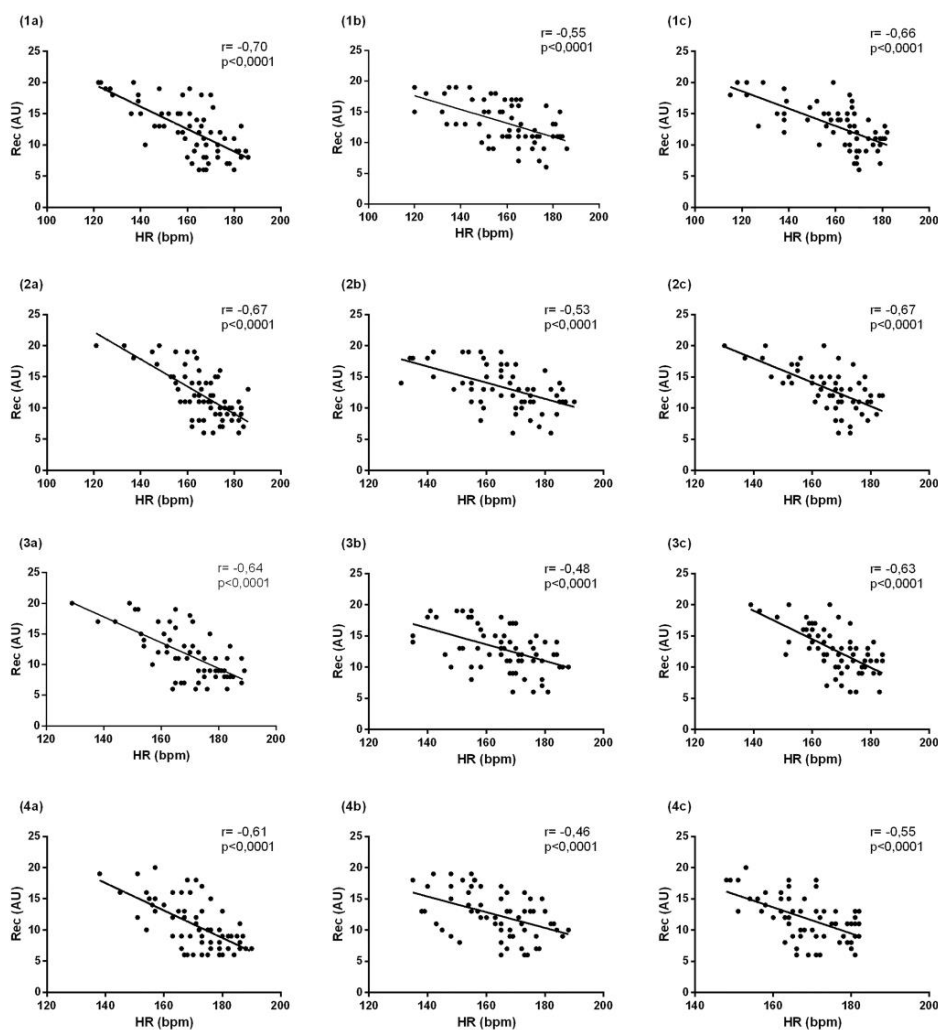 (1a)
r= -0,70
p<0,0001
Rec (AU)
25
20
15
10
5
0
100 120 140 160 180 200
HR (bpm)
(1b)
r= -0,55
p<0,0001
Rec (AU)
25
20
15
10
5
0
100 120 140 160 180 200
HR (bpm)
(1c)
r= -0,66
p<0,0001
Rec (AU)
25
20
15
10
5
0
100 120 140 160 180 200
HR (bpm)
(2a)
r= -0,67
p<0,0001
Rec (AU)
25
20
15
10
5
0
100 120 140 160 180 200
HR (bpm)
(2b)
r= -0,53
p<0,0001
Rec (AU)
25
20
15
10
5
0
120 140 160 180 200
HR (bpm)
(2c)
r= -0,67
p<0,0001
Rec (AU)
25
20
15
10
5
0
120 140 160 180 200
HR (bpm)
(3a)
r= -0,64
p<0,0001
Rec (AU)
25
20
15
10
5
0
120 140 160 180 200
HR (bpm)
(3b)
r= -0,48
p<0,0001
Rec (AU)
25
20
15
10
5
0
120 140 160 180 200
HR (bpm)
(3c)
r= -0,63
p<0,0001
Rec (AU)
25
20
15
10
5
0
120 140 160 180 200
HR (bpm)
(4a)
r= -0,61
p<0,0001
Rec (AU)
25
20
15
10
5
0
120 140 160 180 200
HR (bpm)
(4b)
r= -0,46
p<0,0001
Rec (AU)
25
20
15
10
5
0
120 140 160 180 200
HR (bpm)
(4c)
r= -0,55
p<0,0001
Rec (AU)
25
20
15
10
5
0
140 160 180 200
HR (bpm)